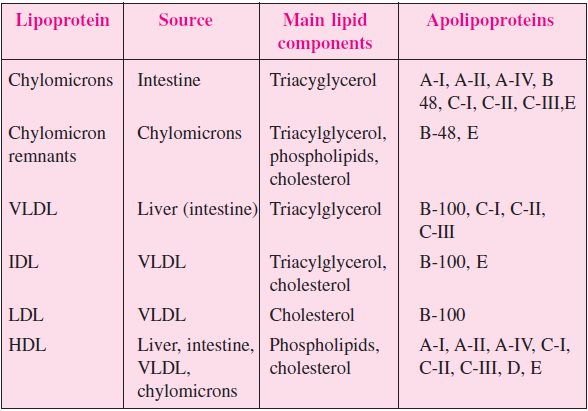 Lipoprotein Source Main lipid components Apolipoproteins
Chylomicrons Intestine Triacyglycerol A-I, A-II, A-IV, B
48, C-I, C-II, C-III,E
Chylomicron Chylomicrons Triacylglycerol, B-48, E
remnants phospholipids,
cholesterol
VLDL Liver (intestine) Triacylglycerol B-100, C-I, C-II,
C-III
IDL VLDL Triacylglycerol, B-100, E
cholesterol
LDL VLDL Cholesterol B-100
HDL Liver, intestine, Phospholipids, A-I, A-II, A-IV, C-I,
VLDL, cholesterol C-II, C-III, D, E
chylomicrons